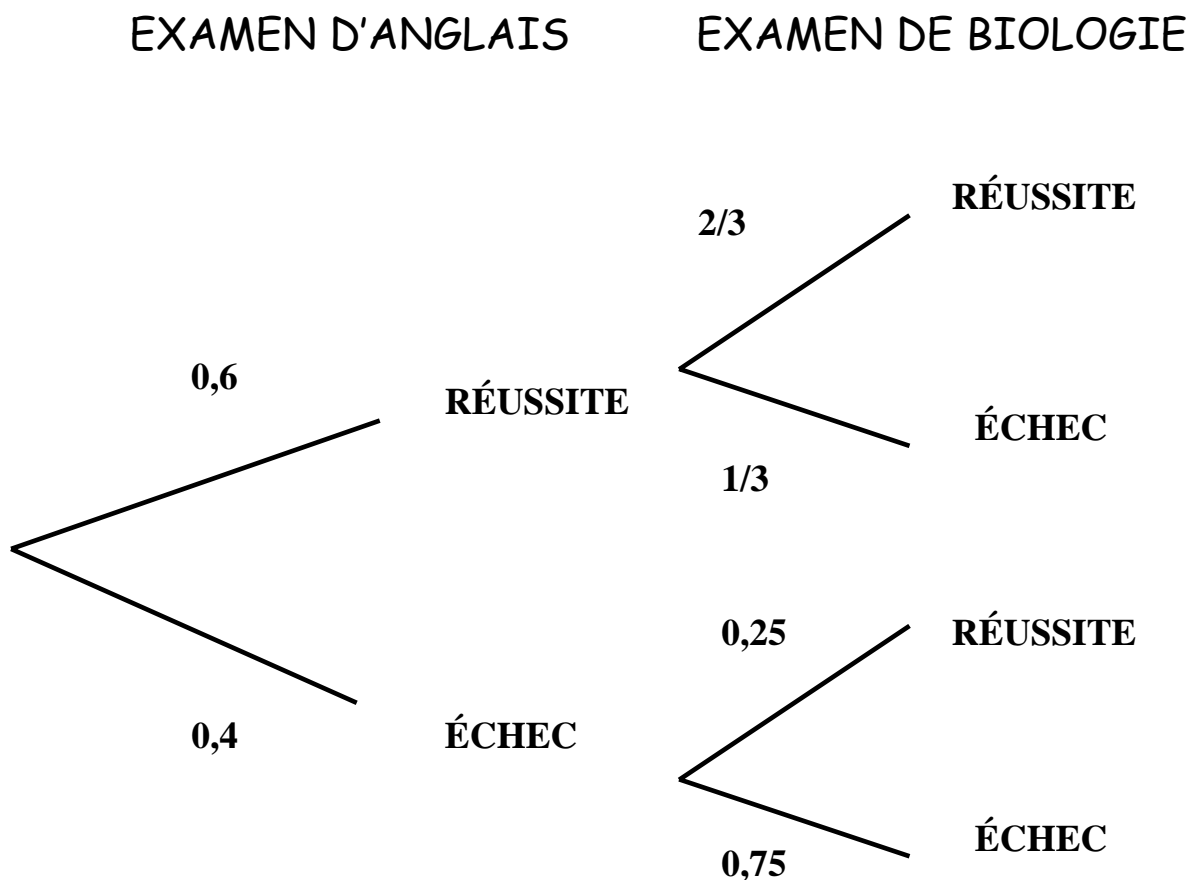 EXAMEN D'ANGLAIS EXAMEN DE BIOLOGIE
RÉUSSITE
2/3
0,6
RÉUSSITE
ÉCHEC
1/3
0,25 RÉUSSITE
0,4 ÉCHEC
ÉCHEC
0,75